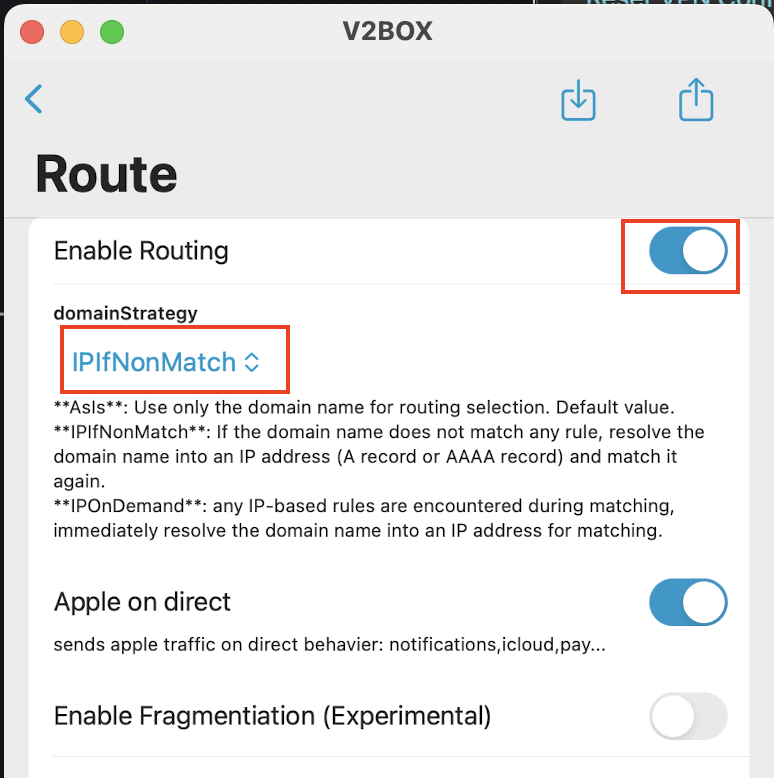 Reset VPN Conf
V2BOX
Route
Enable Routing
domainStrategy
IPIfNonMatch
**AsIs**: Use only the domain name for routing selection. Default value.
**IPIfNonMatch**: If the domain name does not match any rule, resolve the
domain name into an IP address (A record or AAAA record) and match it
again.
**IPOnDemand**: any IP-based rules are encountered during matching,
immediately resolve the domain name into an IP address for matching.
Apple on direct
sends apple traffic on direct behavier: notifications,icloud,pay...
Enable Fragmentiation (Experimental)